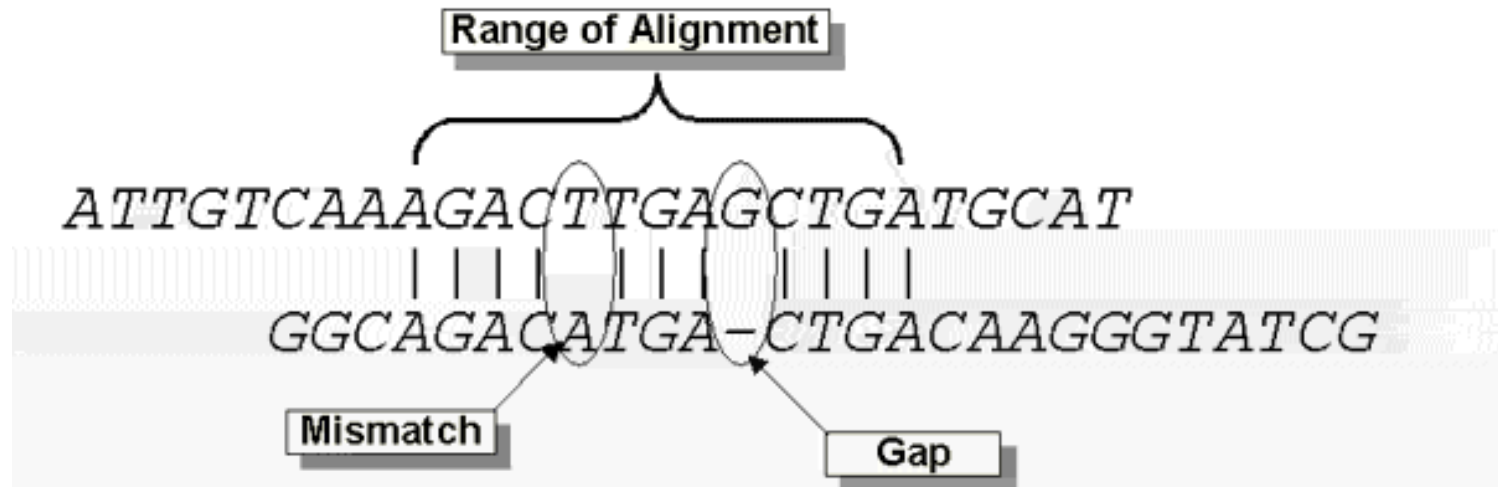 Range of Alignment
ATTGTCAAAGACTTGAGCTGATGCAT
GGCAGACATGA-CTGACAAGGGTATCG
Mismatch
Gap